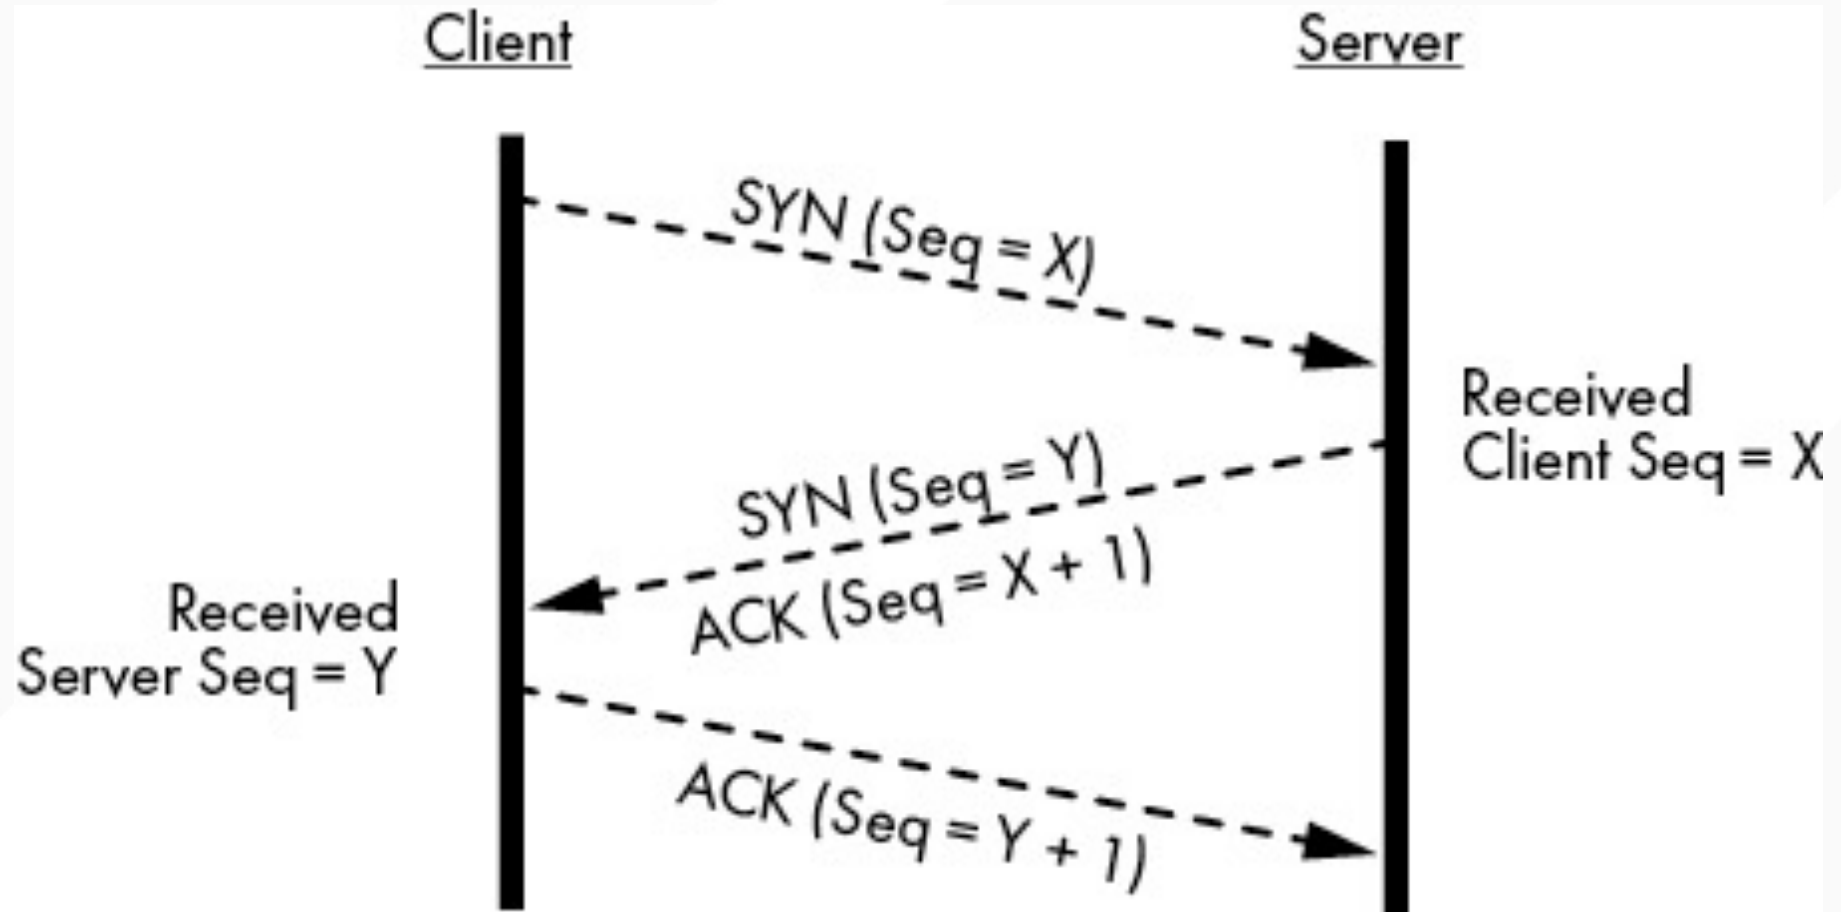 Client
Server
SYN (Seq = X)
Received
Client Seq = X
SYN (Seq = Y)
ACK (Seq = X + 1)
Received
Server Seq = Y
ACK (Seq = Y + 1)